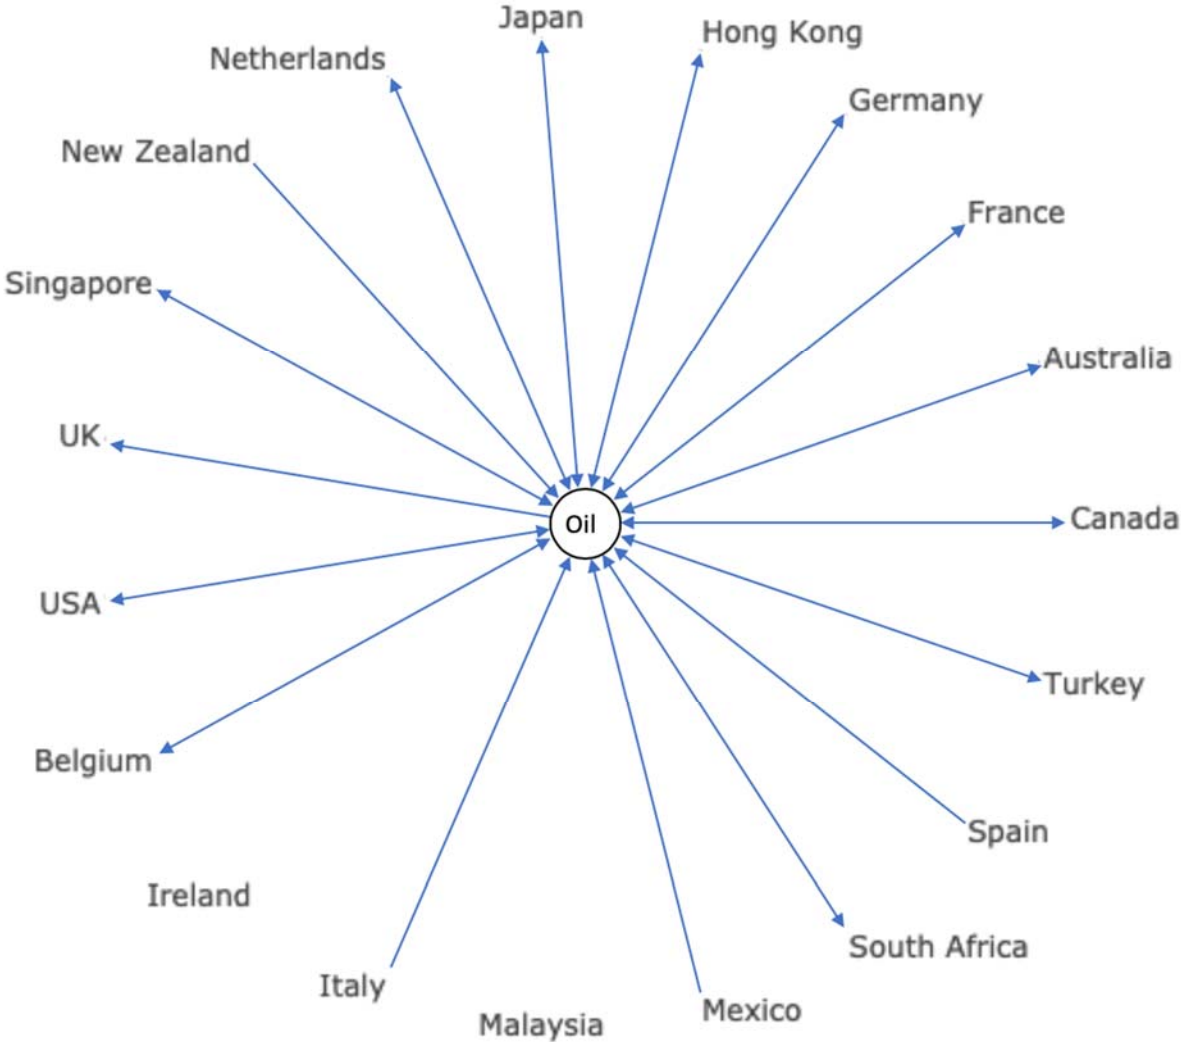 Japan
Hong Kong
Netherlands
Germany
New Zealand
France
Singapore
Australia
UK
Oil
Canada
USA
Turkey
Belgium
Spain
Ireland
South Africa
Italy
Mexico
Malaysia